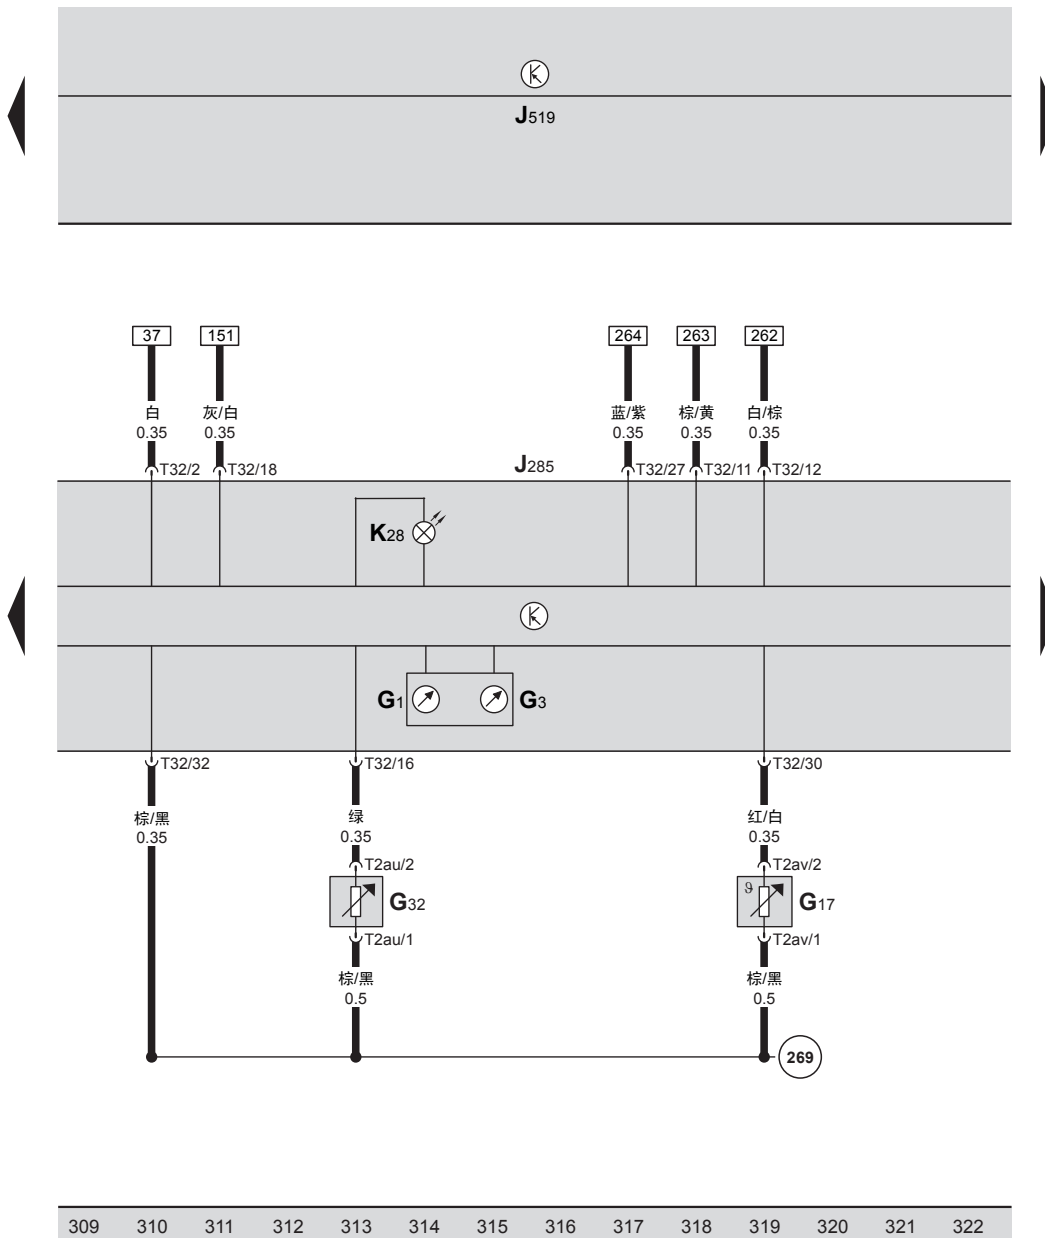 J519
37 151 264 263 262
白 灰/白 蓝/紫 棕/黄 白/棕
0.35 0.35 0.35 0.35 0.35
T32/2 T32/18 J285 T32/27 T32/11 T32/12
K28
G1 G3
T32/32 T32/16 T32/30
棕/黑 绿 红/白
0.35 0.35 0.35
T2au/2 T2av/2
G32 ϑ G17
T2au/1 T2av/1
棕/黑 棕/黑
0.5 0.5
269
309 310 311 312 313 314 315 316 317 318 319 320 321 322